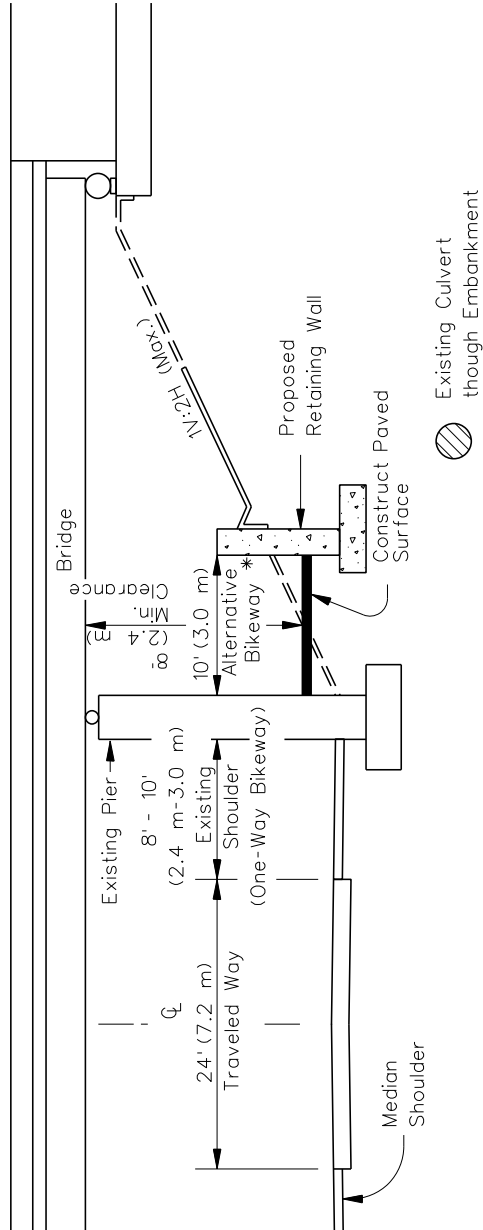 Bridge
Existing Pier
8' - 10'
(2.4 m-3.0 m)
Existing
Shoulder
(One-Way Bikeway)
8'
(2.4
m)
Min.
Clearance
10' (3.0 m)
Alternative *
Bikeway
1V:2H (Max.)
Proposed
Retaining Wall
Construct Paved
Surface
CL
24' (7.2 m)
Traveled Way
Median
Shoulder
Existing Culvert
though Embankment